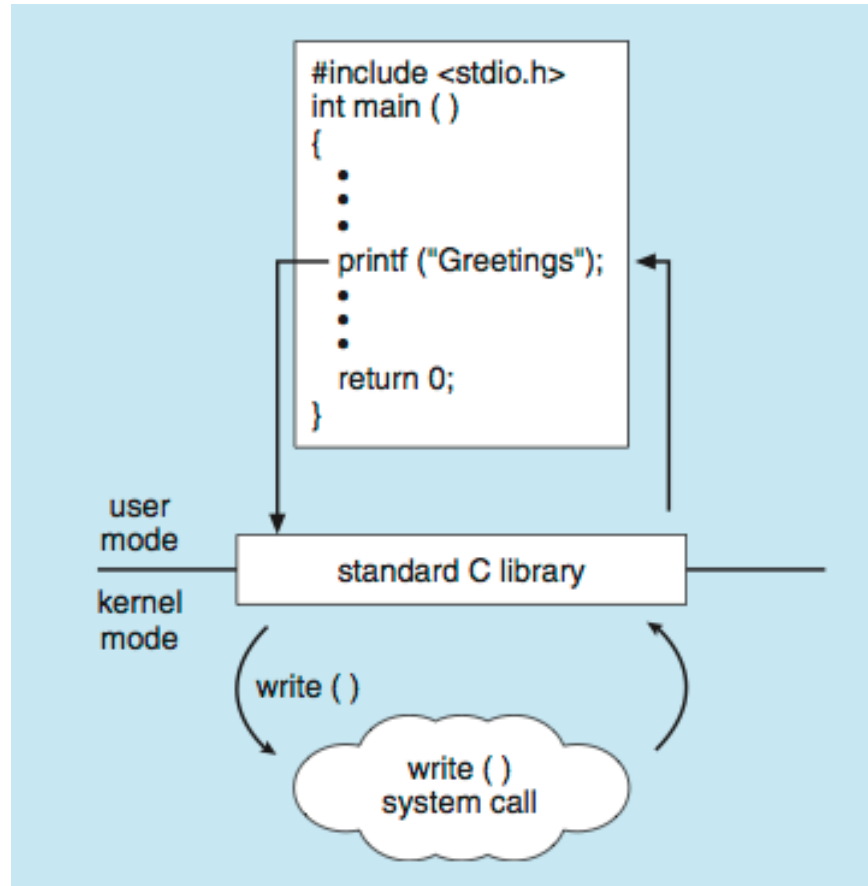 #include <stdio.h>
int main ( )
{
•
•
•
printf ("Greetings");
•
•
•
return 0;
}
user
mode
standard C library
kernel
mode
write ( )
write ( )
system call